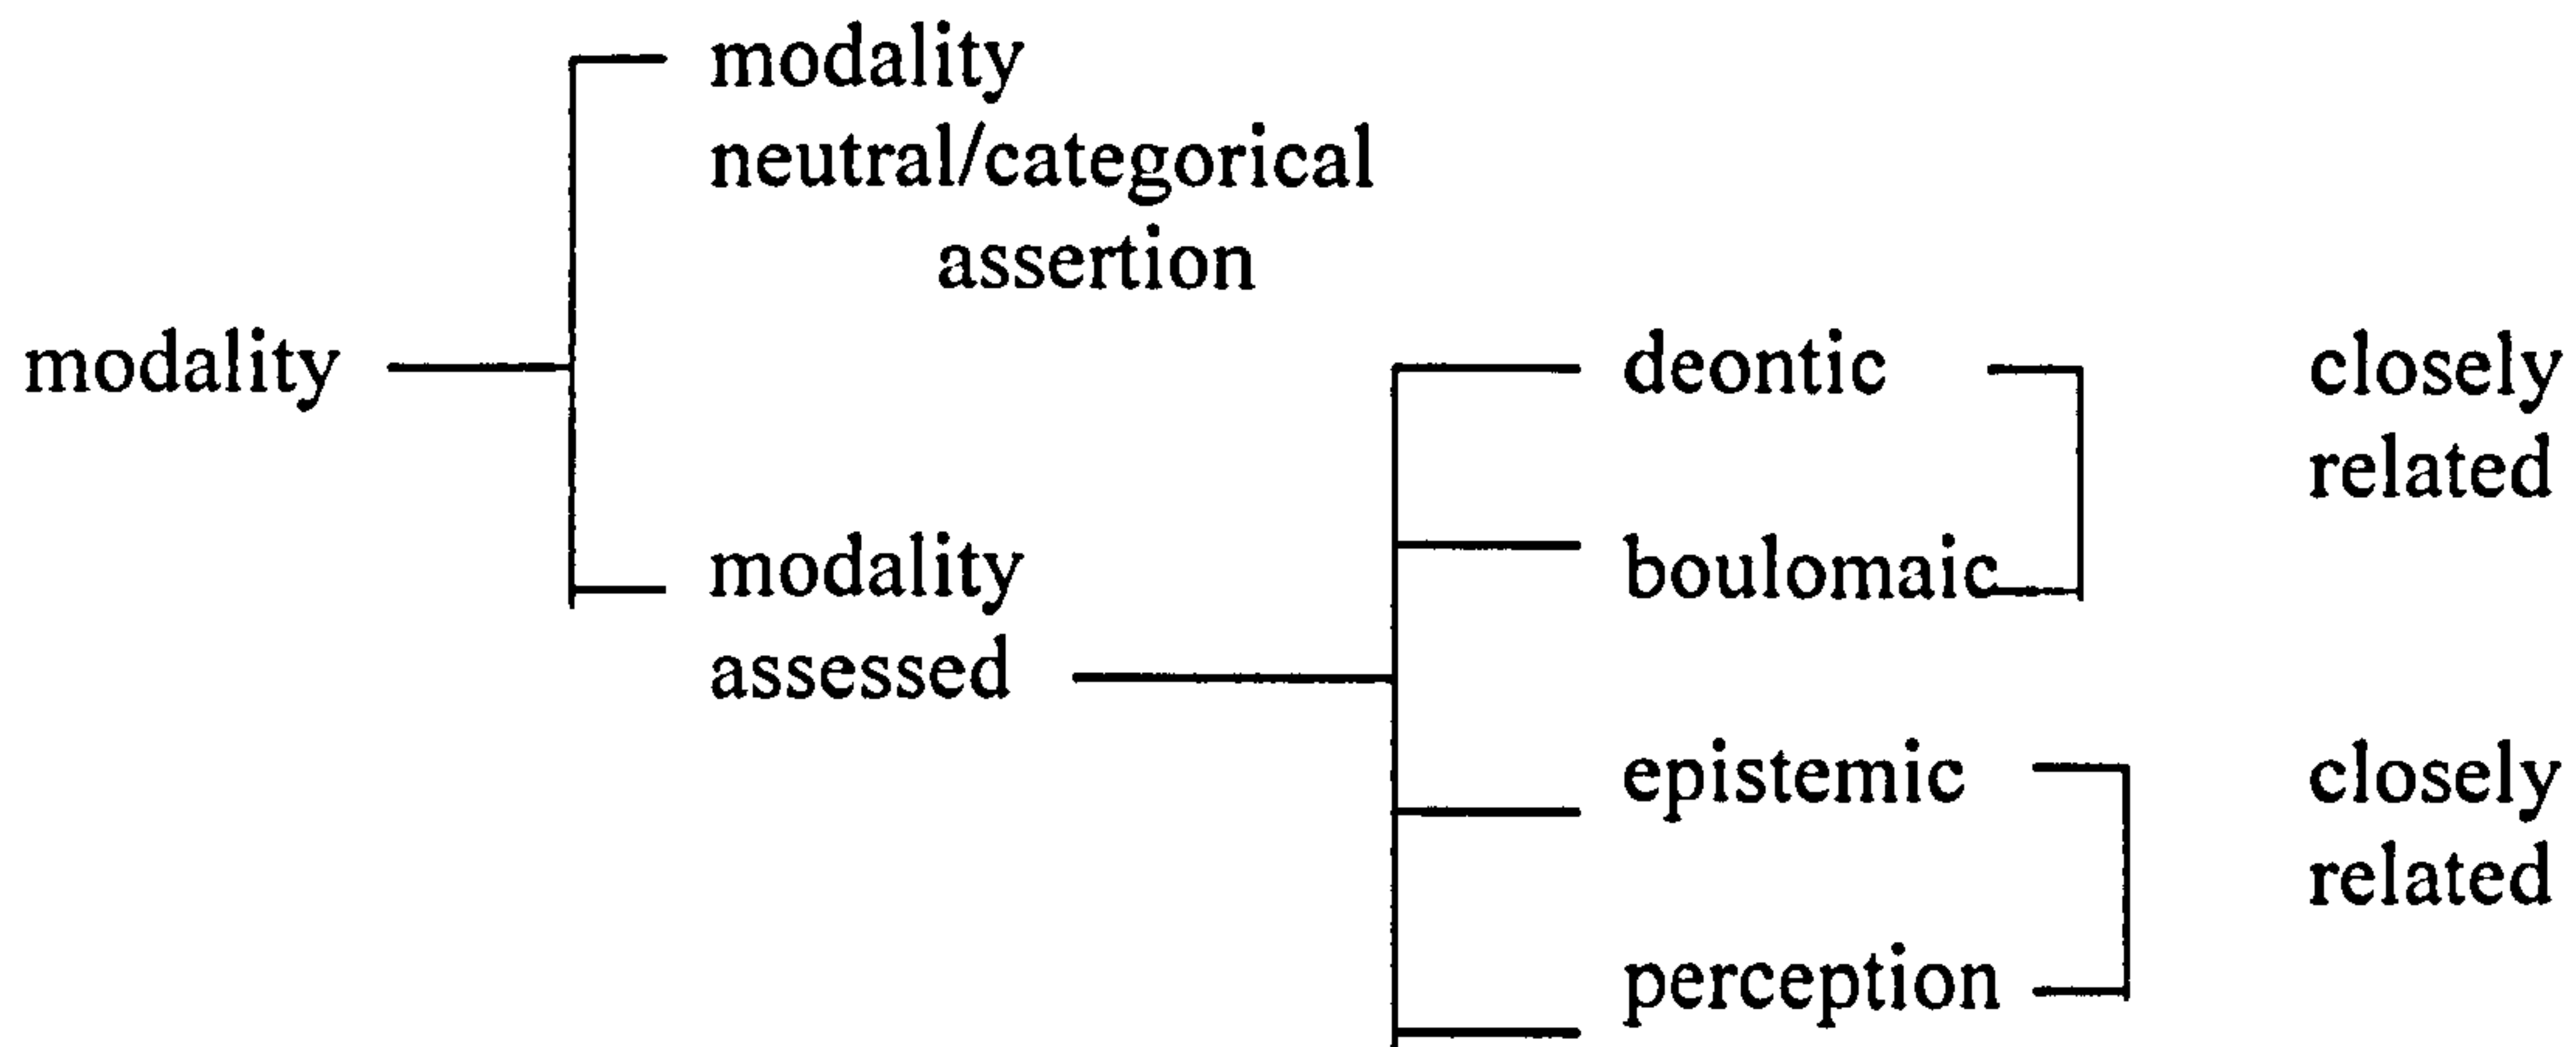 modality
neutral/categorical
assertion
modality
modality
assessed
deontic
boulomaic
closely
related
epistemic
perception
closely
related